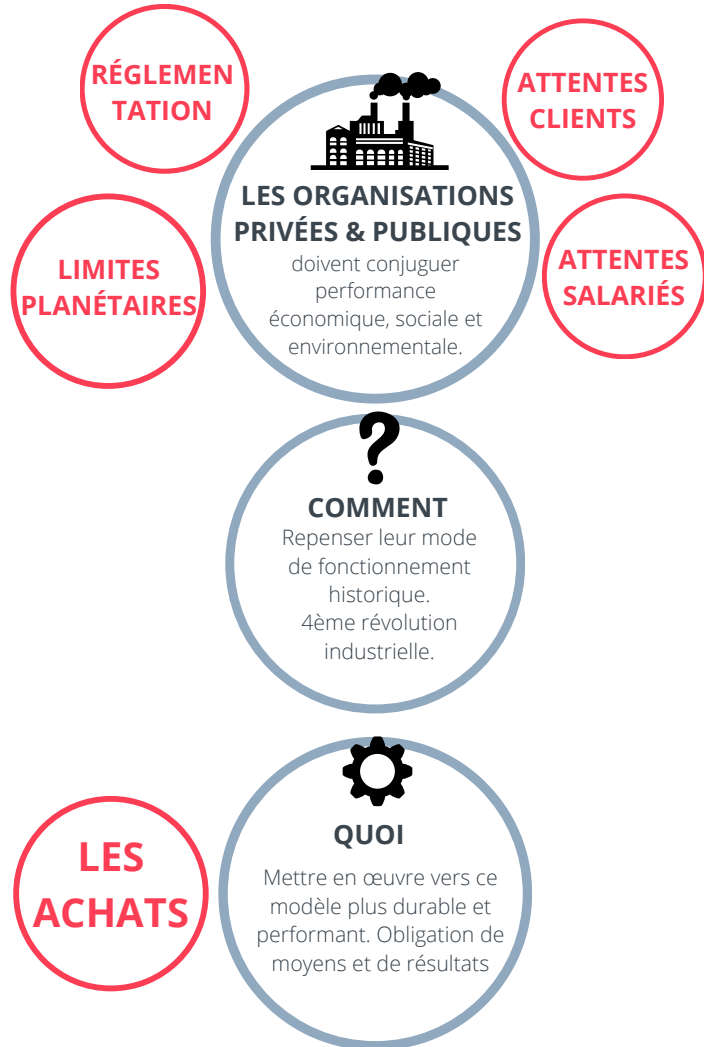 RÉGLEMEN
TATION
ATTENTES
CLIENTS
LES ORGANISATIONS
PRIVÉES & PUBLIQUES
doivent conjuguer
performance
économique, sociale et
environnementale.
LIMITES
PLANÉTAIRES
ATTENTES
SALARIÉS
?
COMMENT
Repenser leur mode
de fonctionnement
historique.
4ème révolution
industrielle.
LES
ACHATS
QUOI
Mettre en œuvre vers ce
modèle plus durable et
performant. Obligation de
moyens et de résultats